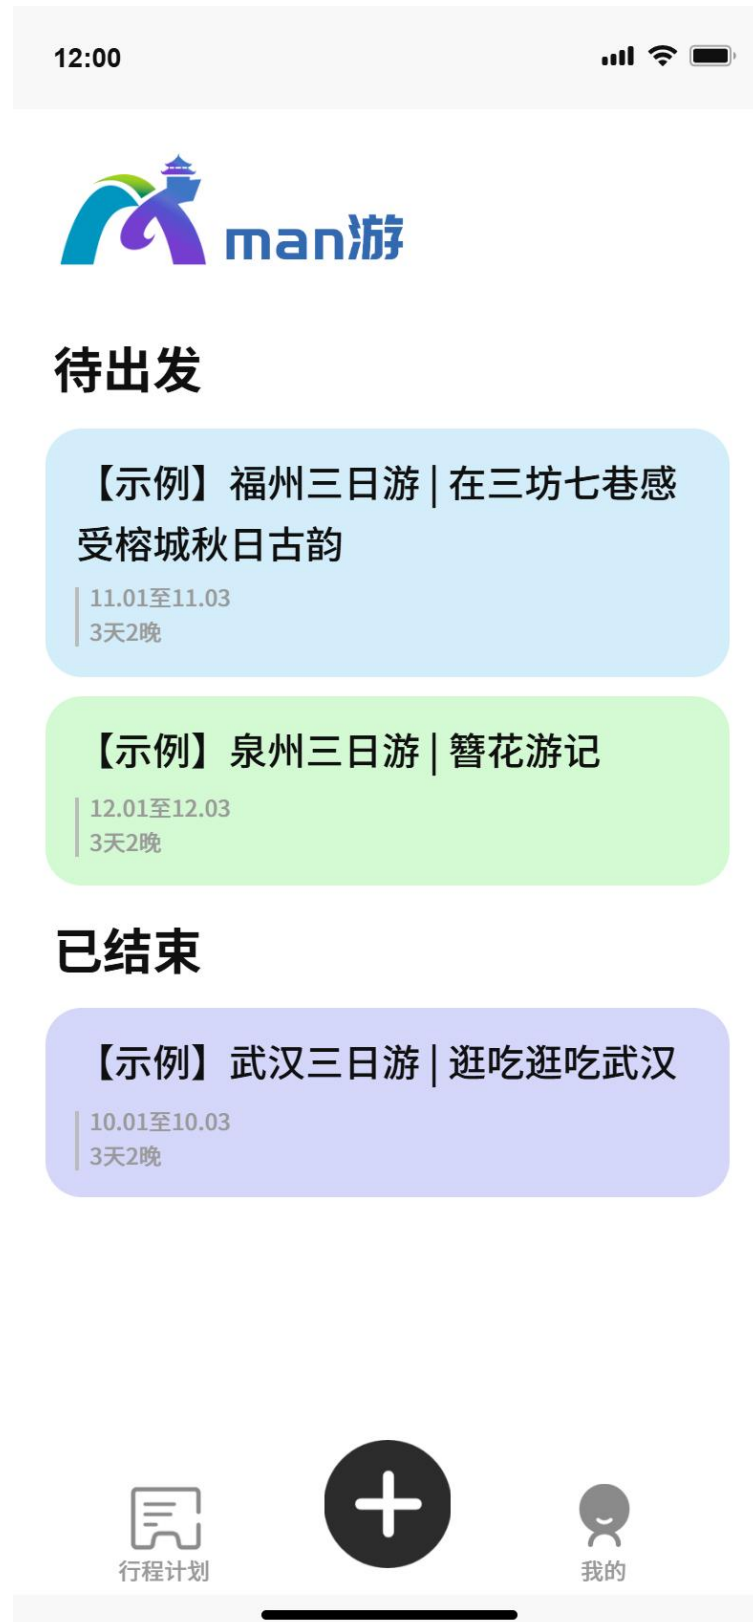 12:00
man游
待出发
【示例】福州三日游 | 在三坊七巷感
受榕城秋日古韵
11.01至11.03
3天2晚
【示例】泉州三日游 | 簪花游记
12.01至12.03
3天2晚
已结束
【示例】武汉三日游 | 逛吃逛吃武汉
10.01至10.03
3天2晚
行程计划
我的